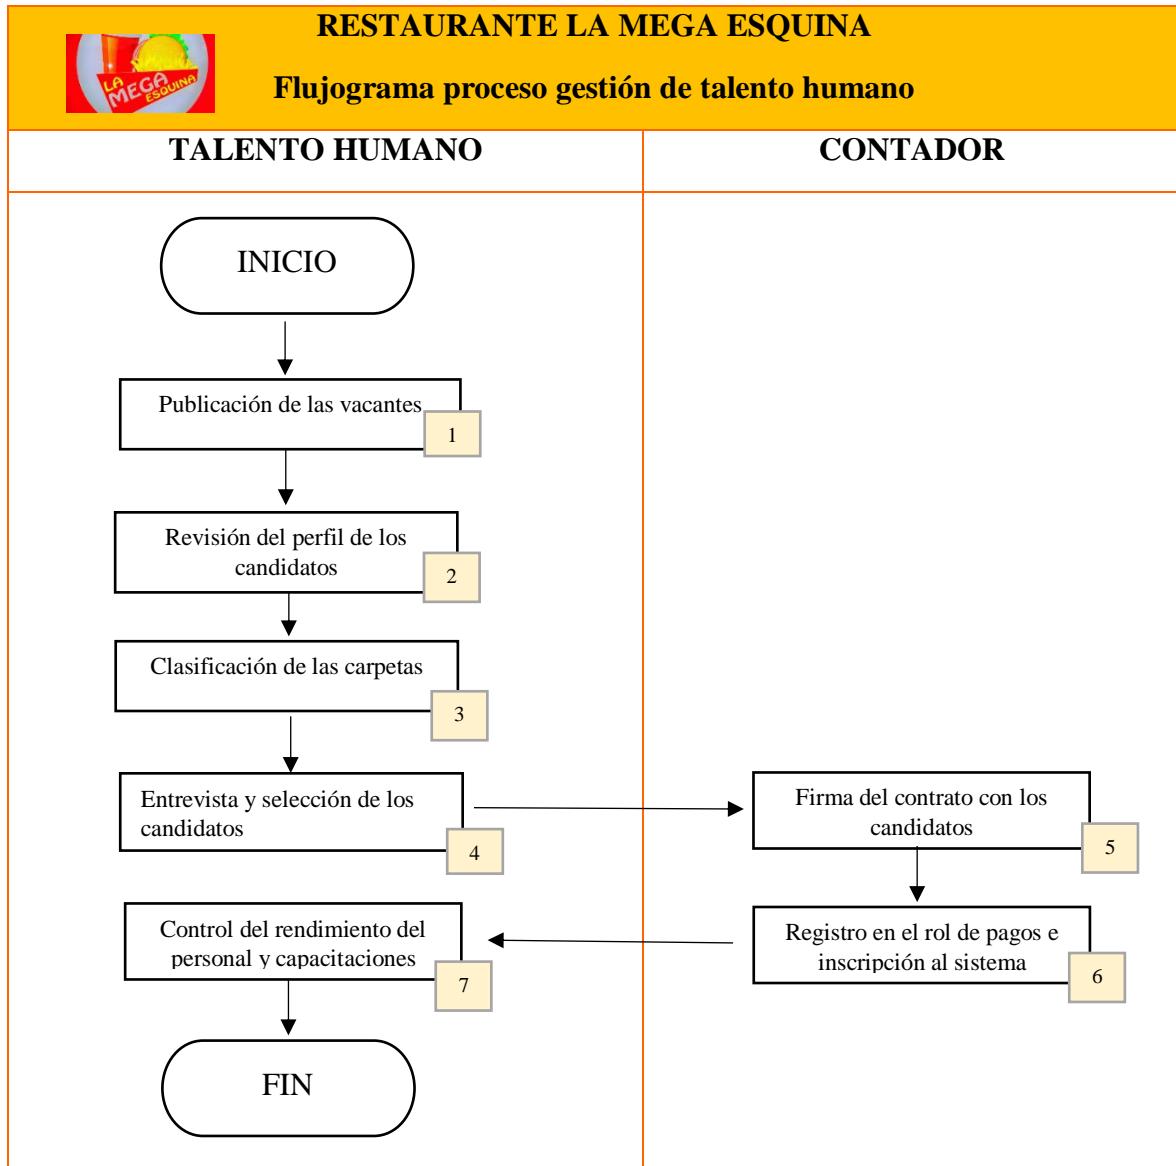 RESTAURANTE LA MEGA ESQUINA
LA
MEGA
ESQUINA
Flujograma proceso gestión de talento humano
TALENTO HUMANO
CONTADOR
INICIO
Publicación de las vacantes
1
Revisión del perfil de los
candidatos
2
Clasificación de las carpetas
3
Entrevista y selección de los
candidatos
4
Firma del contrato con los
candidatos
5
Registro en el rol de pagos e
inscripción al sistema
6
Control del rendimiento del
personal y capacitaciones
7
FIN